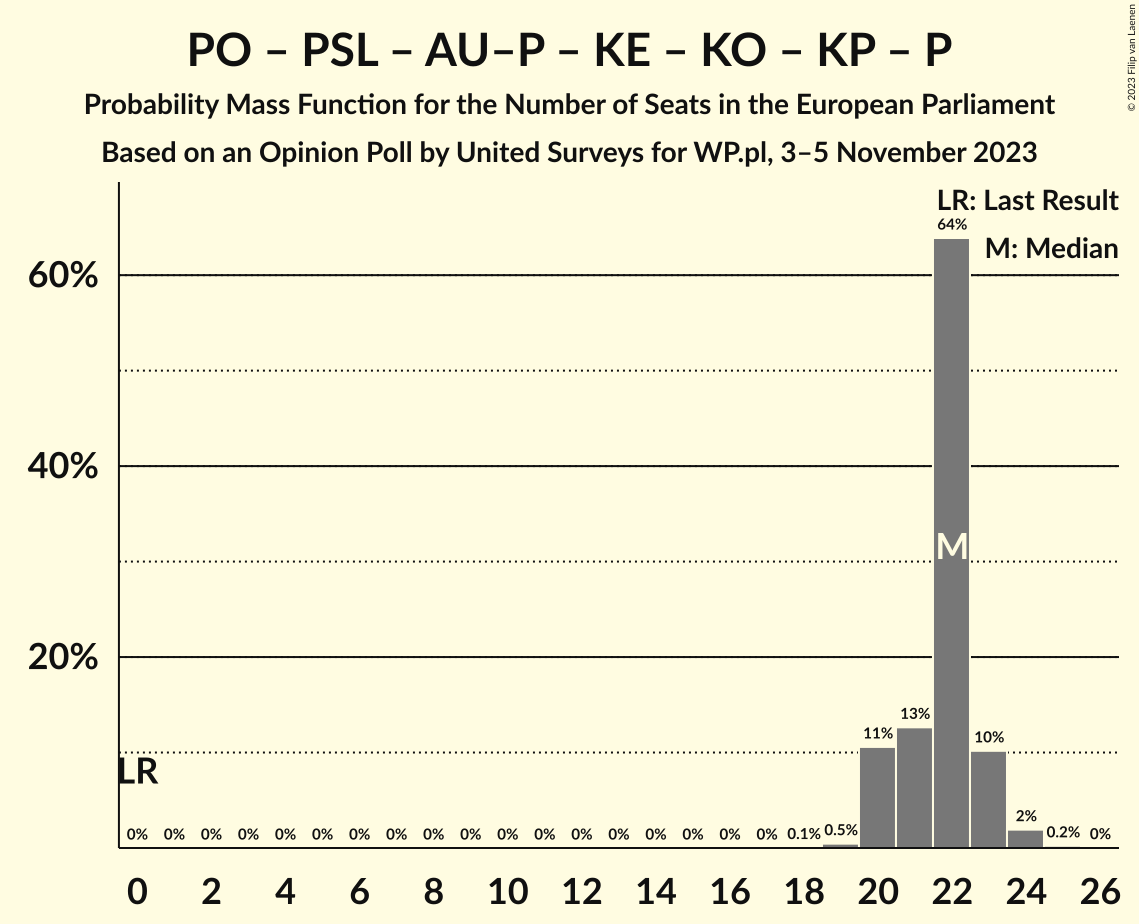 PO – PSL – AU–P – KE – KO – KP – P
Probability Mass Function for the Number of Seats in the European Parliament
Based on an Opinion Poll by United Surveys for WP.pl, 3–5 November 2023
© 2023 Filip van Laenen
LR: Last Result
M: Median
60%
40%
20%
64%
M
LR
0% 0% 0% 0% 0% 0% 0% 0% 0% 0% 0% 0% 0% 0% 0% 0% 0% 0% 0.1% 0.5% 11% 13% 10% 2% 0.2% 0%
0 2 4 6 8 10 12 14 16 18 20 22 24 26